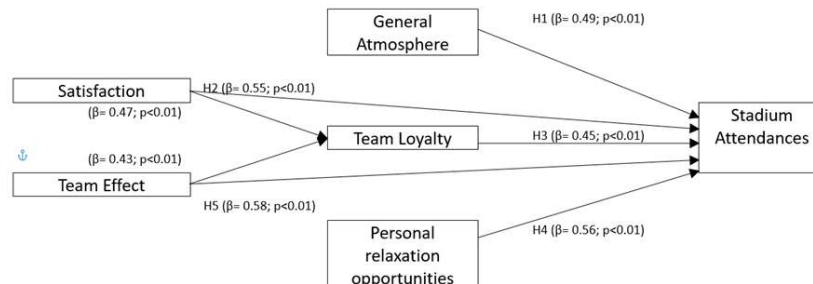 General
Atmosphere
H1 (β= 0.49; p<0.01)
Satisfaction
H2 (β= 0.55; p<0.01)
(β= 0.47; p<0.01)
Stadium
Attendances
Team Loyalty
H3 (β= 0.45; p<0.01)
(β= 0.43; p<0.01)
Team Effect
H5 (β= 0.58; p<0.01)
Personal
relaxation
opportunities
H4 (β= 0.56; p<0.01)